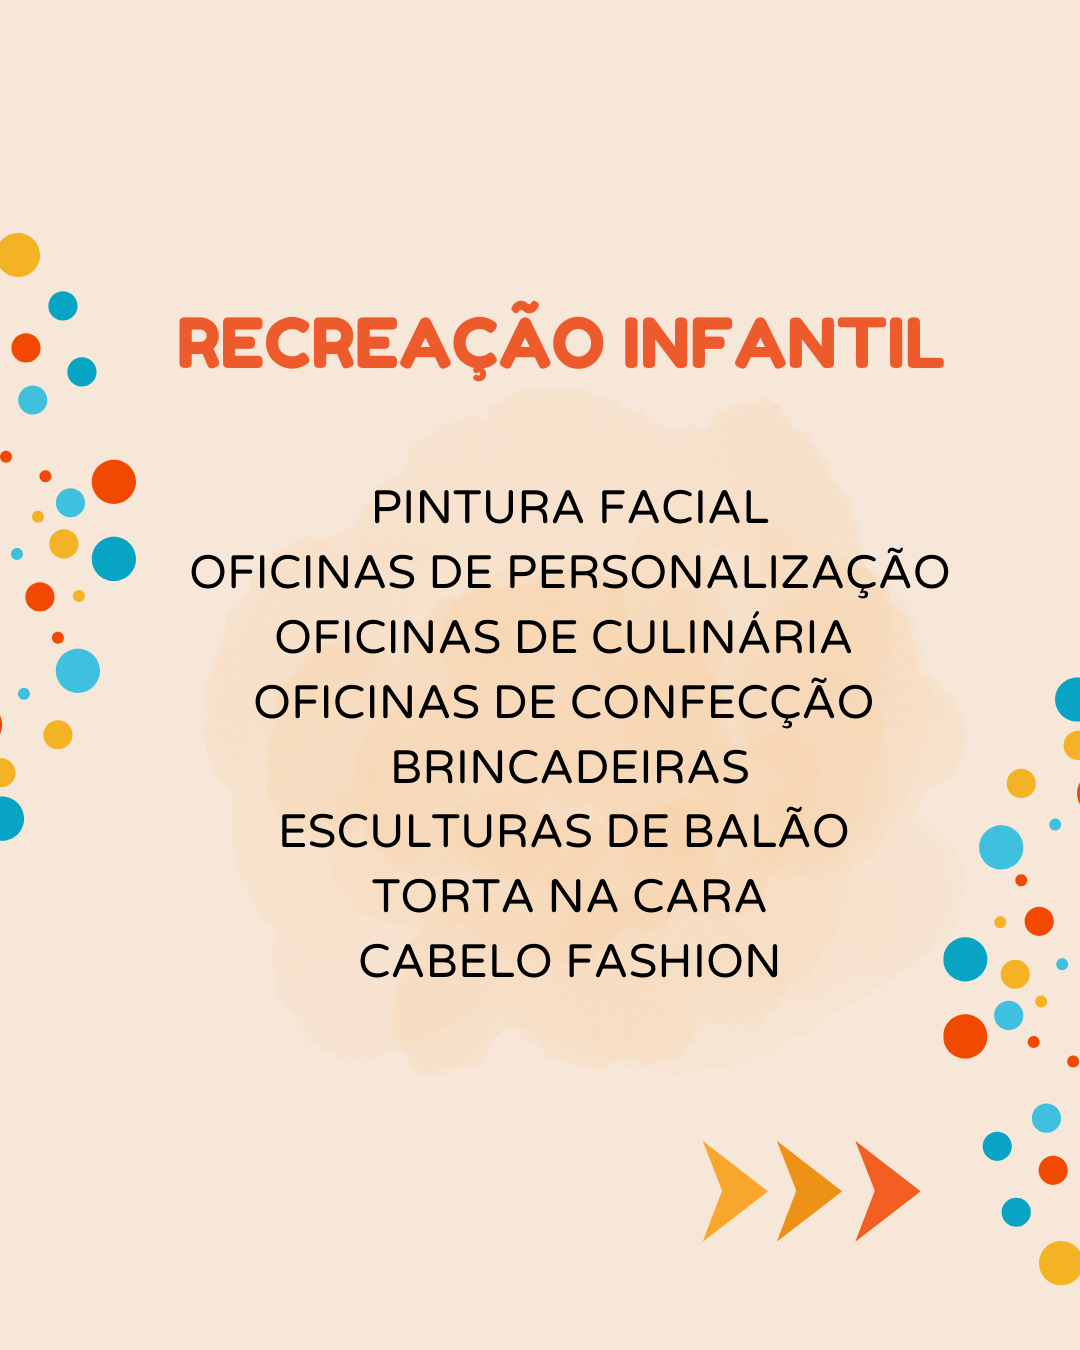 RECREAÇÃO INFANTIL
PINTURA FACIAL
OFICINAS DE PERSONALIZAÇÃO
OFICINAS DE CULINÁRIA
OFICINAS DE CONFECÇÃO
BRINCADEIRAS
ESCULTURAS DE BALÃO
TORTA NA CARA
CABELO FASHION